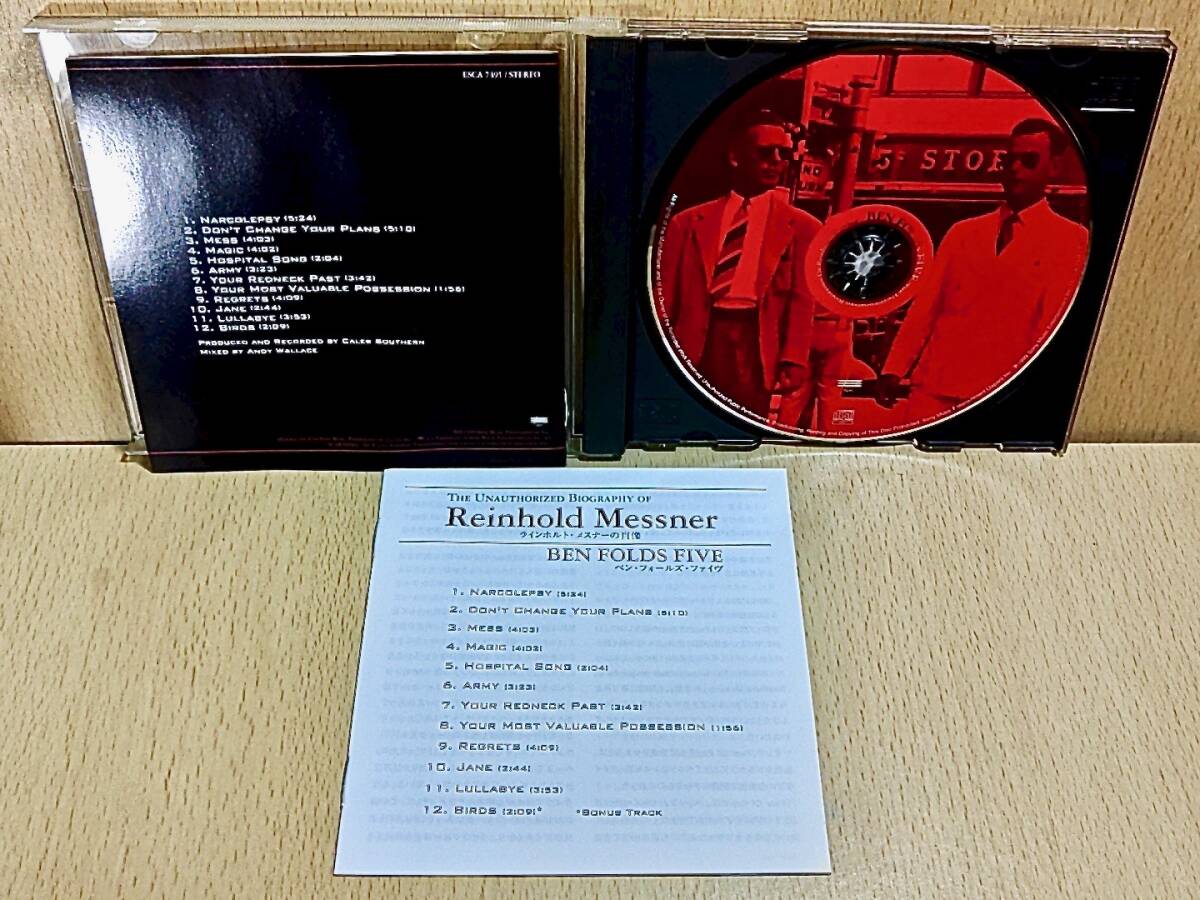 ESCA 7491 / STEREO
1. NARCOLEPSY (5:24)
2. DON'T CHANGE YOUR PLANS (5:10)
3. MESS (4:03)
4. MAGIC (4:02)
5. HOSPITAL SONG (2:04)
6. ARMY (3:23)
7. YOUR REDNECK PAST (3:42)
8. YOUR MOST VALUABLE POSSESSION (1:56)
9. REGRETS (4:09)
10. JANE (2:44)
11. LULLABYE (3:53)
12. BIRDS (2:09)
PRODUCED AND RECORDED BY CALEB SOUTHERN
MIXED BY ANDY WALLACE
5¢ STOR
BEN FOLDS FIVE
THE UNAUTHORIZED BIOGRAPHY OF
Reinhold Messner
ラインホルト・メスナーの肖像
BEN FOLDS FIVE
ベン・フォールズ・ファイヴ
1. NARCOLEPSY (5:24)
2. DON'T CHANGE YOUR PLANS (5:10)
3. MESS (4:03)
4. MAGIC (4:02)
5. HOSPITAL SONG (2:04)
6. ARMY (3:23)
7. YOUR REDNECK PAST (3:42)
8. YOUR MOST VALUABLE POSSESSION (1:56)
9. REGRETS (4:09)
10. JANE (2:44)
11. LULLABYE (3:53)
12. BIRDS (2:09)* *BONUS TRACK